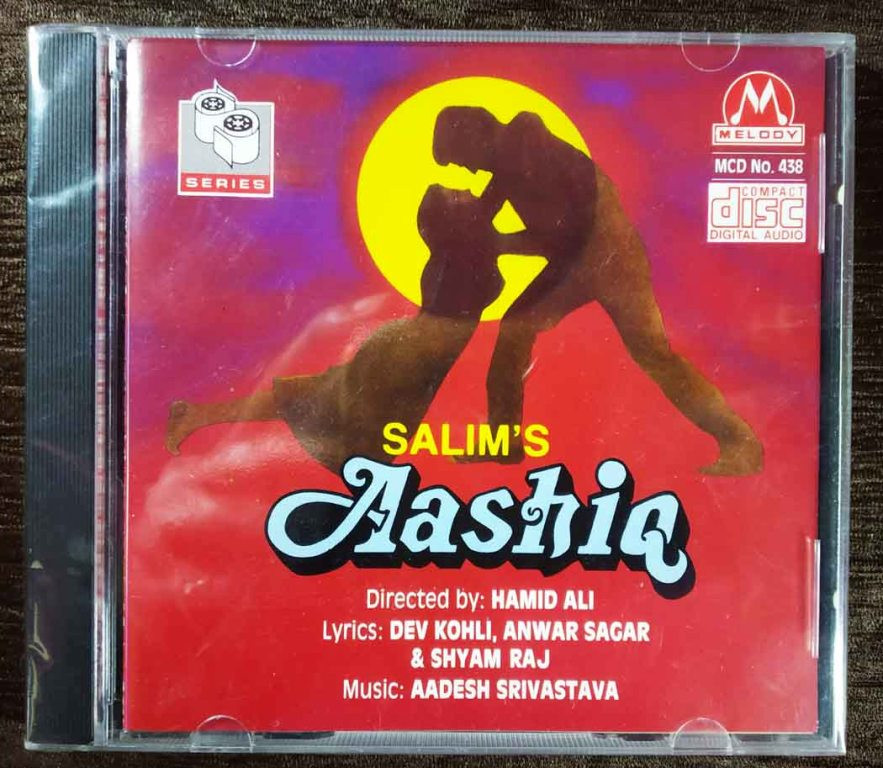 SERIES
M
MELODY
MCD No. 438
COMPACT
disc
DIGITAL AUDIO
SALIM'S
Aashiq
Directed by: HAMID ALI
Lyrics: DEV KOHLI, ANWAR SAGAR
& SHYAM RAJ
Music: AADESH SRIVASTAVA